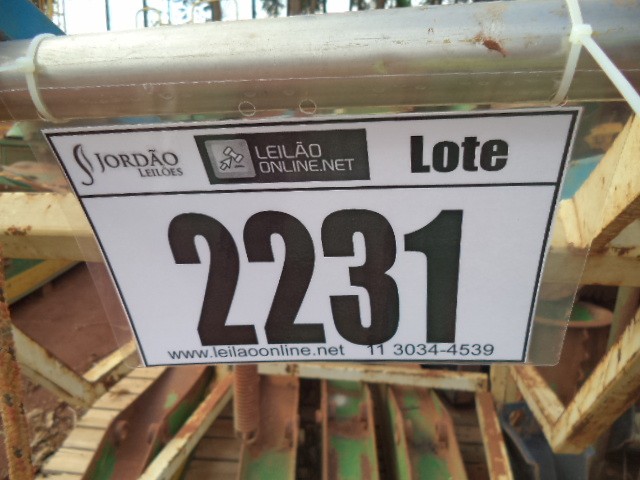 JORDÃO
LEILÕES
LEILÃO
ONLINE.NET
Lote
2231
www.leilaoonline.net 11 3034-4539